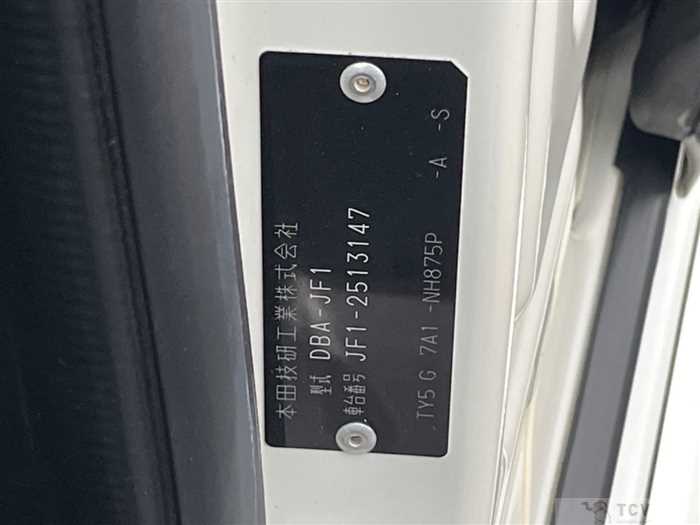 本田技研工業株式会社
型式 DBA-JF1
車台番号 JF1-2513147
TY5 G 7A1 -NH875P -A -S
TCV